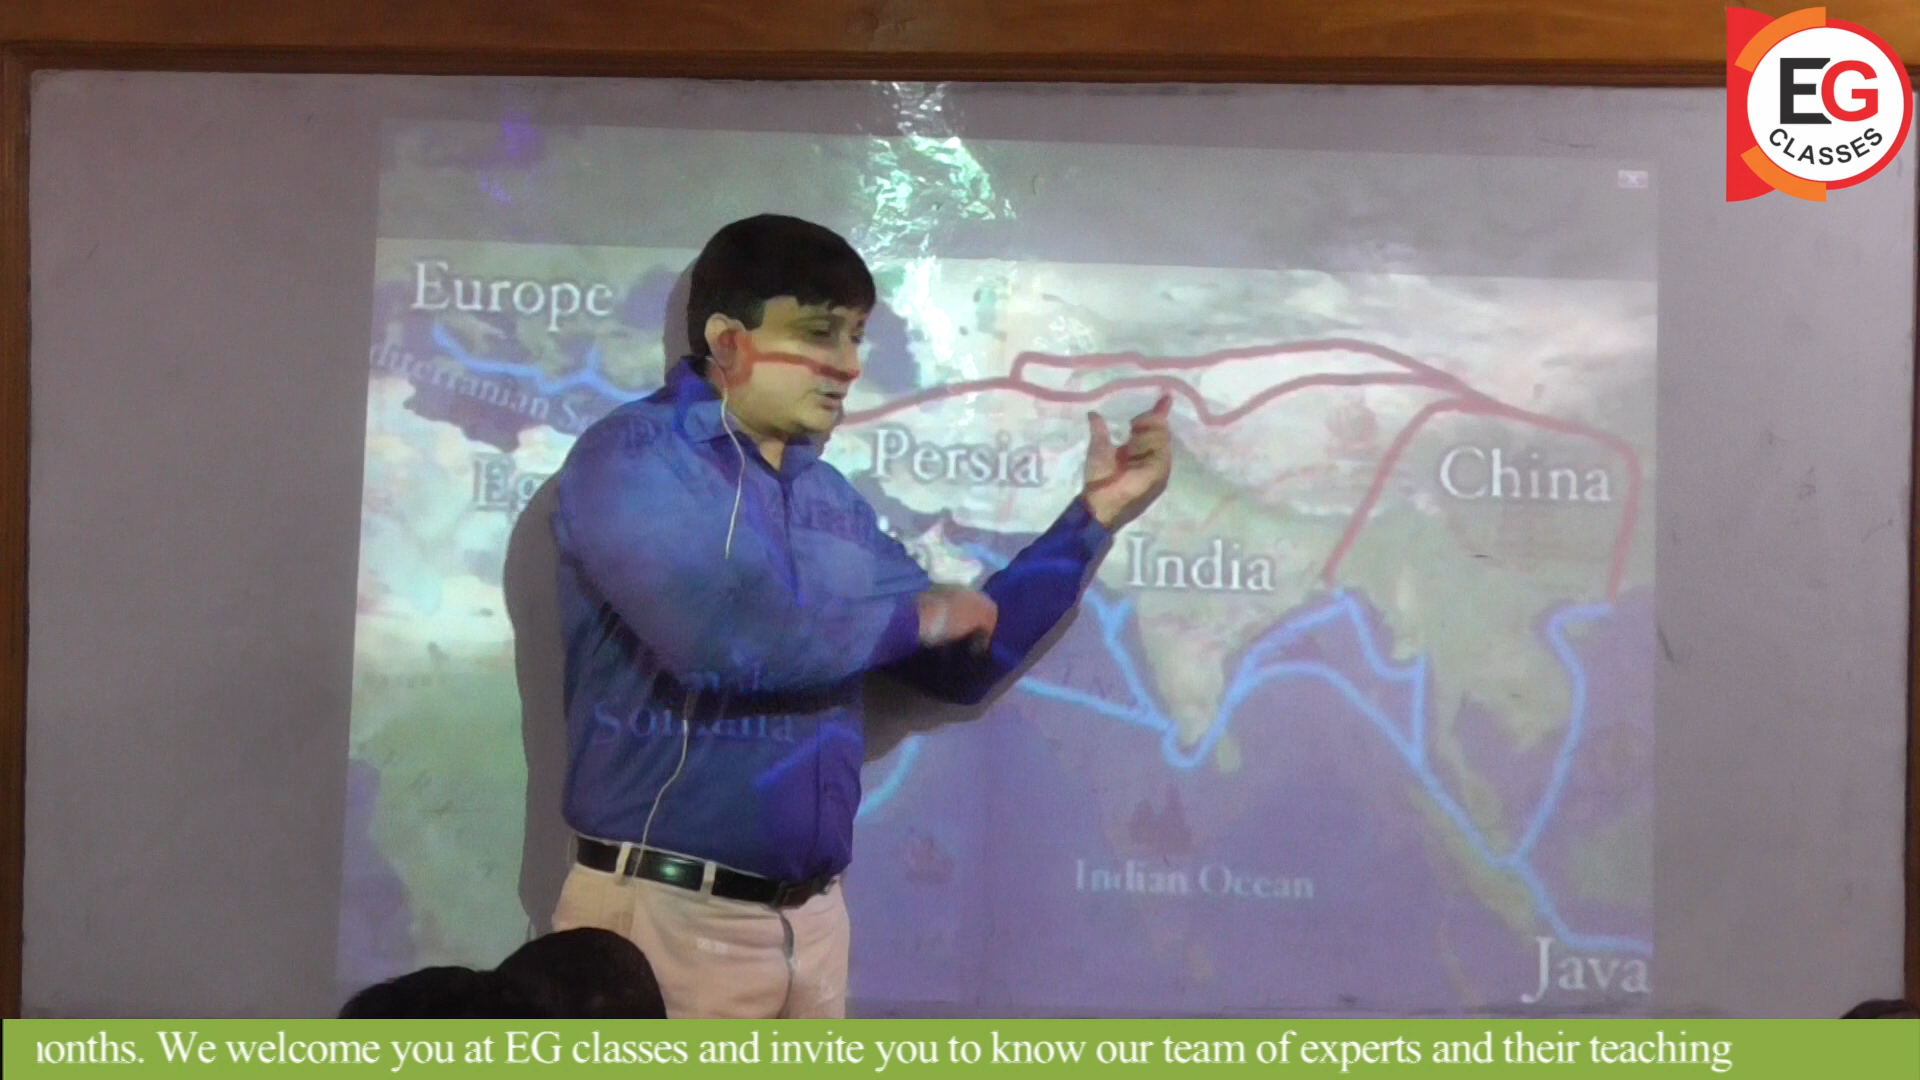 EG
CLASSES
Europe
Persia
China
India
Indian Ocean
Java
We welcome you at EG classes and invite you to know our team of experts and their teaching